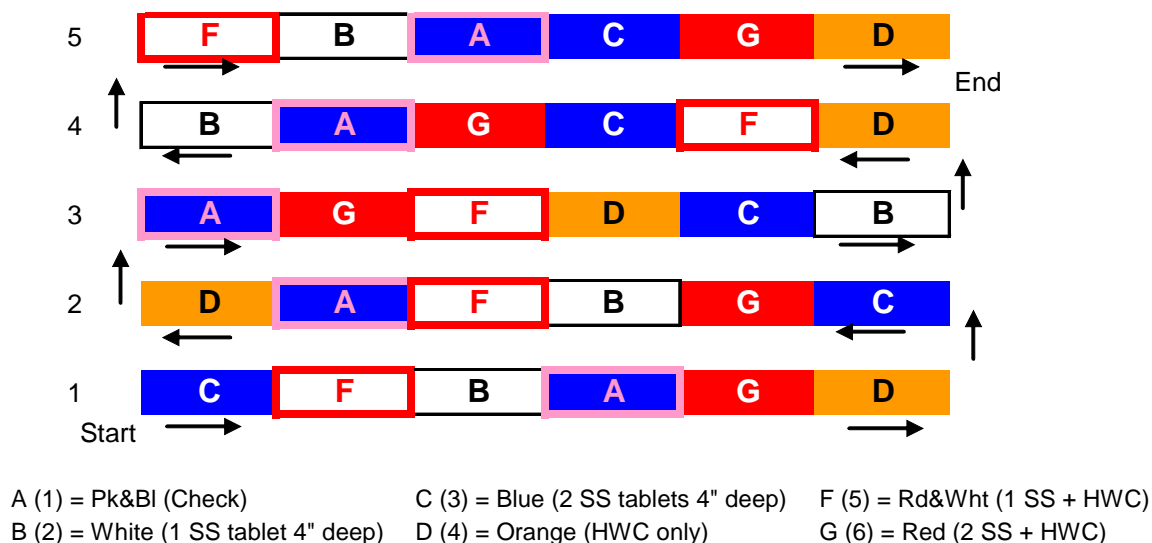 5 F B A C G D
End
4 B A G C F D
3 A G F D C B
2 D A F B G C
1 C F B A G D
Start
A (1) = Pk&Bl (Check) C (3) = Blue (2 SS tablets 4" deep) F (5) = Rd&Wht (1 SS + HWC)
B (2) = White (1 SS tablet 4" deep) D (4) = Orange (HWC only) G (6) = Red (2 SS + HWC)